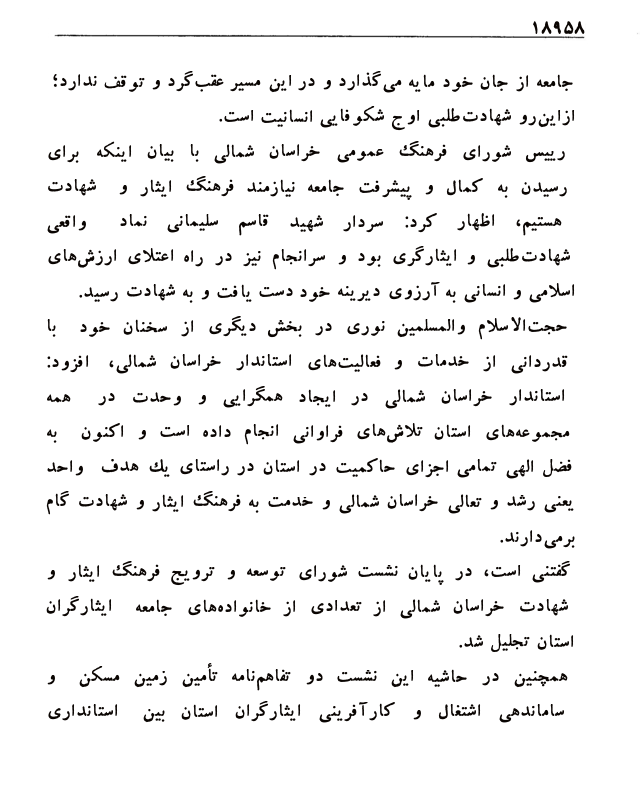 ۱۸۹۵۸
جامعه از جان خود مایه می‌گذارد و در این مسیر عقب‌گرد و توقف ندارد؛
ازاین‌رو شهادت‌طلبی اوج شکوفایی انسانیت است.
رییس شورای فرهنگ عمومی خراسان شمالی با بیان اینکه برای
رسیدن به کمال و پیشرفت جامعه نیازمند فرهنگ ایثار و شهادت
هستیم، اظهار کرد: سردار شهید قاسم سلیمانی نماد واقعی
شهادت‌طلبی و ایثارگری بود و سرانجام نیز در راه اعتلای ارزش‌های
اسلامی و انسانی به آرزوی دیرینه خود دست یافت و به شهادت رسید.
حجت‌الاسلام والمسلمین نوری در بخش دیگری از سخنان خود با
قدردانی از خدمات و فعالیت‌های استاندار خراسان شمالی، افزود:
استاندار خراسان شمالی در ایجاد همگرایی و وحدت در همه
مجموعه‌های استان تلاش‌های فراوانی انجام داده است و اکنون به
فضل الهی تمامی اجزای حاکمیت در استان در راستای یك هدف واحد
یعنی رشد و تعالی خراسان شمالی و خدمت به فرهنگ ایثار و شهادت گام
برمی‌دارند.
گفتنی است، در پایان نشست شورای توسعه و ترویج فرهنگ ایثار و
شهادت خراسان شمالی از تعدادی از خانواده‌های جامعه ایثارگران
استان تجلیل شد.
همچنین در حاشیه این نشست دو تفاهم‌نامه تأمین زمین مسکن و
ساماندهی اشتغال و کارآفرینی ایثارگران استان بین استانداری